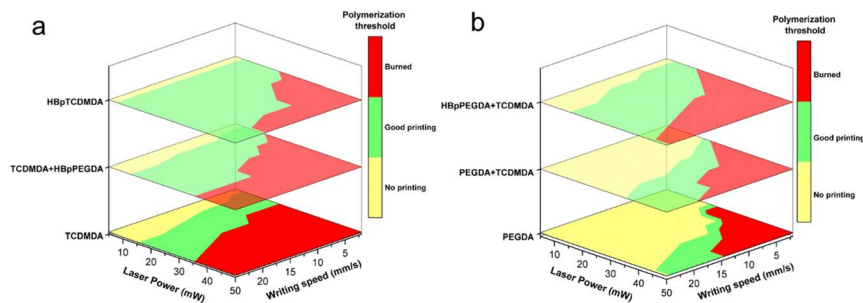 a
Polymerization
threshold
Burned
Good printing
No printing
HBpTCDMDA
TCDMDA+HBpPEGDA
TCDMDA
10
20
30
40
50
Laser Power (mW)
20
15
10
5
Writing speed (mm/s)
b
Polymerization
threshold
Burned
Good printing
No printing
HBpPEGDA+TCDMDA
PEGDA+TCDMDA
PEGDA
10
20
30
40
50
Laser Power (mW)
20
15
10
5
Writing speed (mm/s)